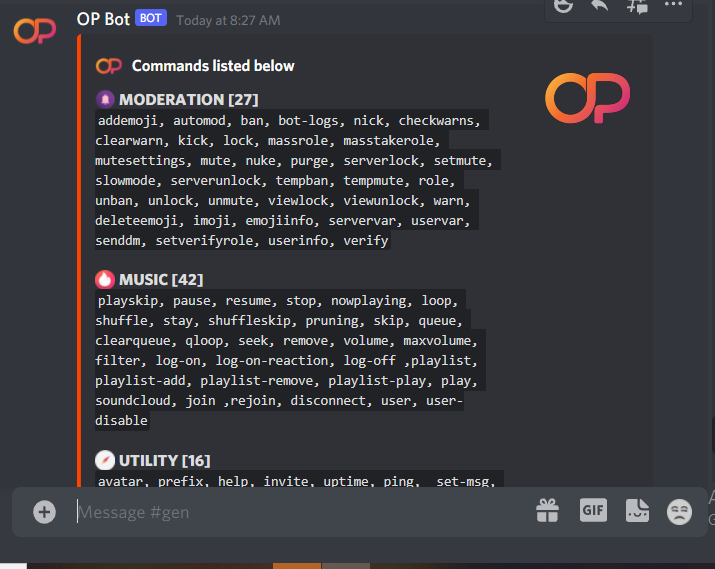 OP
OP Bot BOT Today at 8:27 AM
OP Commands listed below
OP
MODERATION [27]
addemoji, automod, ban, bot-logs, nick, checkwarns,
clearwarn, kick, lock, massrole, masstakerole,
mutesettings, mute, nuke, purge, serverlock, setmute,
slowmode, serverunlock, tempban, tempmute, role,
unban, unlock, unmute, viewlock, viewunlock, warn,
deleteemoji, imoji, emojiinfo, servervar, uservar,
senddm, setverifyrole, userinfo, verify
MUSIC [42]
playskip, pause, resume, stop, nowplaying, loop,
shuffle, stay, shuffleskip, pruning, skip, queue,
clearqueue, qloop, seek, remove, volume, maxvolume,
filter, log-on, log-on-reaction, log-off ,playlist,
playlist-add, playlist-remove, playlist-play, play,
soundcloud, join ,rejoin, disconnect, user, user-
disable
UTILITY [16]
avatar, prefix, help, invite, uptime, ping,  set-msg,
Message #gen
GIF